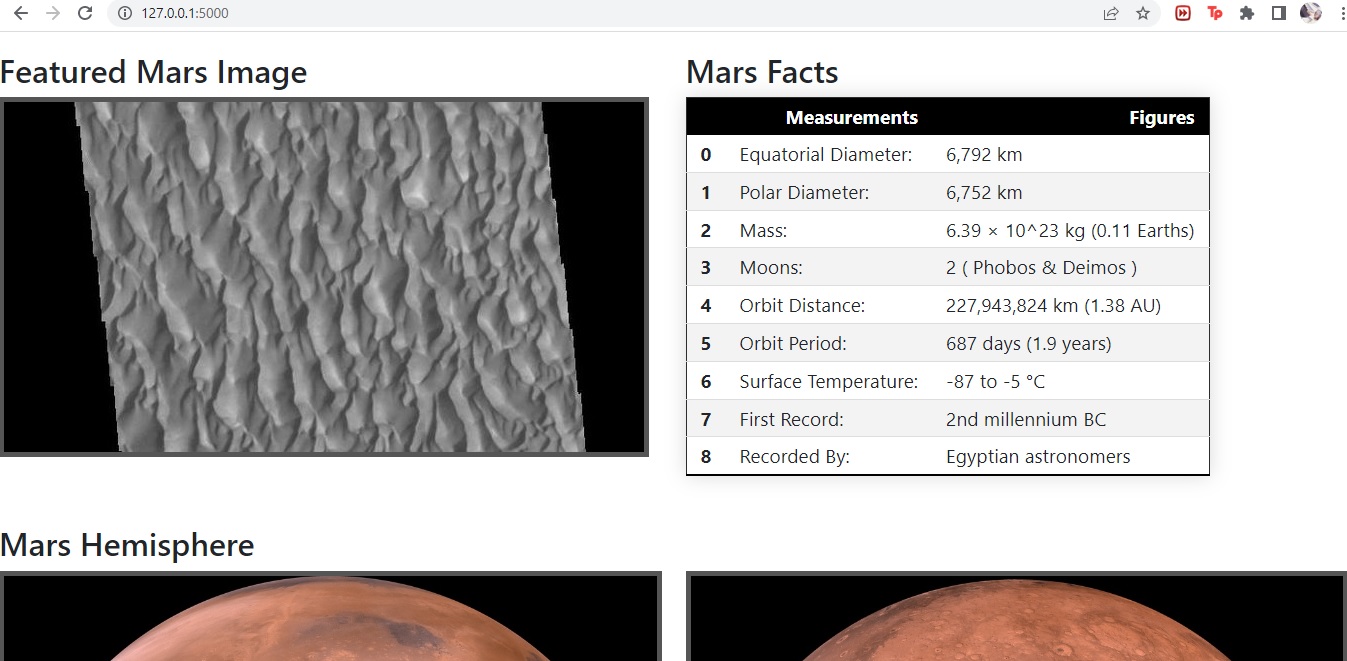 127.0.0.1:5000
Tp
Featured Mars Image
Mars Facts
Measurements Figures
0 Equatorial Diameter: 6,792 km
1 Polar Diameter: 6,752 km
2 Mass: 6.39 × 10^23 kg (0.11 Earths)
3 Moons: 2 ( Phobos & Deimos )
4 Orbit Distance: 227,943,824 km (1.38 AU)
5 Orbit Period: 687 days (1.9 years)
6 Surface Temperature: -87 to -5 °C
7 First Record: 2nd millennium BC
8 Recorded By: Egyptian astronomers
Mars Hemisphere